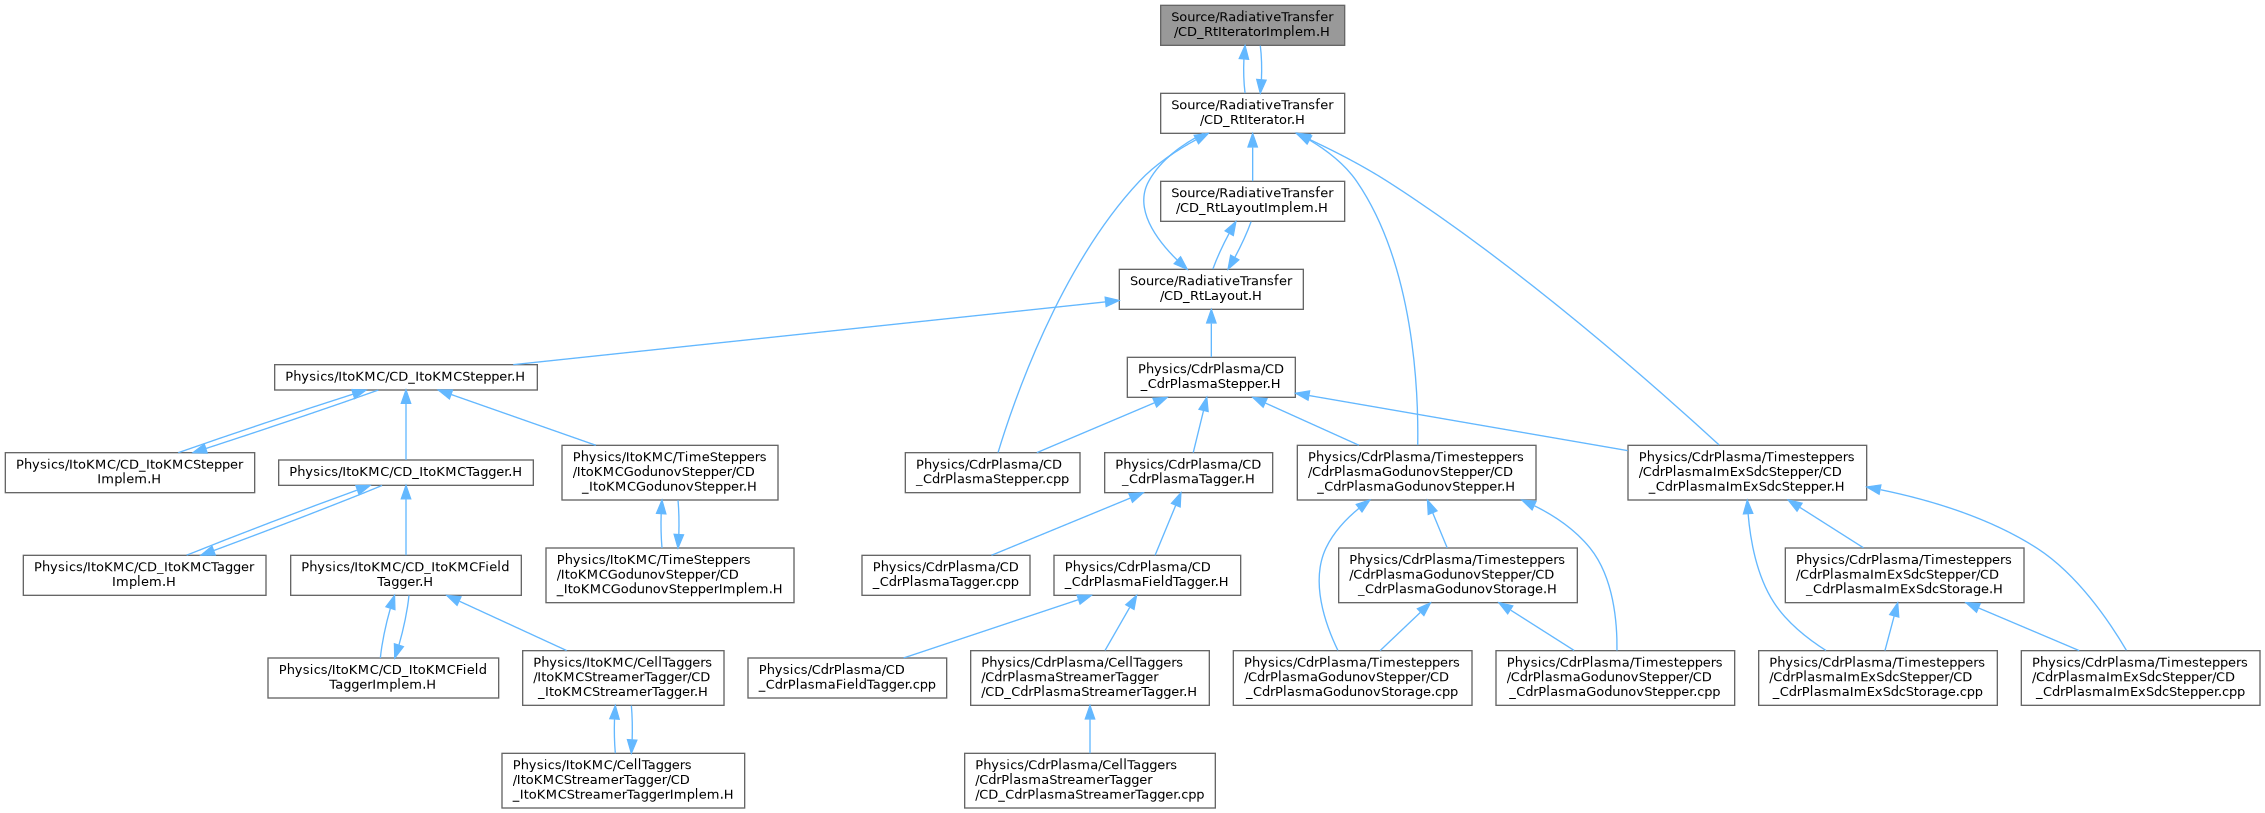 Source/RadiativeTransfer
/CD_RtIteratorImplem.H
Source/RadiativeTransfer
/CD_RtIterator.H
Source/RadiativeTransfer
/CD_RtLayoutImplem.H
Source/RadiativeTransfer
/CD_RtLayout.H
Physics/ItoKMC/CD_ItoKMCStepper.H
Physics/CdrPlasma/CD
_CdrPlasmaStepper.H
Physics/ItoKMC/CD_ItoKMCStepper
Implem.H
Physics/ItoKMC/CD_ItoKMCTagger.H
Physics/ItoKMC/TimeSteppers
/ItoKMCGodunovStepper/CD
_ItoKMCGodunovStepper.H
Physics/CdrPlasma/CD
_CdrPlasmaStepper.cpp
Physics/CdrPlasma/CD
_CdrPlasmaTagger.H
Physics/CdrPlasma/Timesteppers
/CdrPlasmaGodunovStepper/CD
_CdrPlasmaGodunovStepper.H
Physics/CdrPlasma/Timesteppers
/CdrPlasmaImExSdcStepper/CD
_CdrPlasmaImExSdcStepper.H
Physics/ItoKMC/CD_ItoKMCTagger
Implem.H
Physics/ItoKMC/CD_ItoKMCField
Tagger.H
Physics/ItoKMC/TimeSteppers
/ItoKMCGodunovStepper/CD
_ItoKMCGodunovStepperImplem.H
Physics/CdrPlasma/CD
_CdrPlasmaTagger.cpp
Physics/CdrPlasma/CD
_CdrPlasmaFieldTagger.H
Physics/CdrPlasma/Timesteppers
/CdrPlasmaGodunovStepper/CD
_CdrPlasmaGodunovStorage.H
Physics/CdrPlasma/Timesteppers
/CdrPlasmaImExSdcStepper/CD
_CdrPlasmaImExSdcStorage.H
Physics/ItoKMC/CD_ItoKMCField
TaggerImplem.H
Physics/ItoKMC/CellTaggers
/ItoKMCStreamerTagger/CD
_ItoKMCStreamerTagger.H
Physics/CdrPlasma/CD
_CdrPlasmaFieldTagger.cpp
Physics/CdrPlasma/CellTaggers
/CdrPlasmaStreamerTagger
/CD_CdrPlasmaStreamerTagger.H
Physics/CdrPlasma/Timesteppers
/CdrPlasmaGodunovStepper/CD
_CdrPlasmaGodunovStorage.cpp
Physics/CdrPlasma/Timesteppers
/CdrPlasmaGodunovStepper/CD
_CdrPlasmaGodunovStepper.cpp
Physics/CdrPlasma/Timesteppers
/CdrPlasmaImExSdcStepper/CD
_CdrPlasmaImExSdcStorage.cpp
Physics/CdrPlasma/Timesteppers
/CdrPlasmaImExSdcStepper/CD
_CdrPlasmaImExSdcStepper.cpp
Physics/ItoKMC/CellTaggers
/ItoKMCStreamerTagger/CD
_ItoKMCStreamerTaggerImplem.H
Physics/CdrPlasma/CellTaggers
/CdrPlasmaStreamerTagger
/CD_CdrPlasmaStreamerTagger.cpp